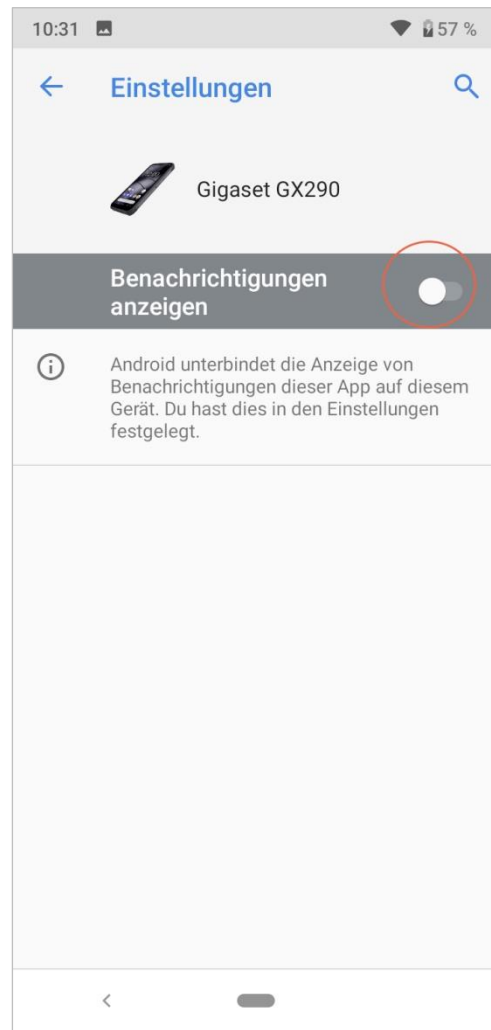 10:31 57 %
Einstellungen
Gigaset GX290
Benachrichtigungen
anzeigen
Android unterbindet die Anzeige von
Benachrichtigungen dieser App auf diesem
Gerät. Du hast dies in den Einstellungen
festgelegt.